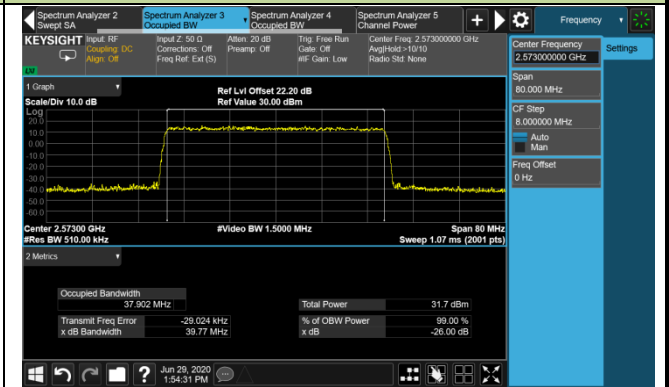 Spectrum Analyzer 2
Swept SA
Spectrum Analyzer 3
Occupied BW
Spectrum Analyzer 4
Occupied BW
Spectrum Analyzer 5
Channel Power
Frequency
KEYSIGHT
Input: RF
Coupling: DC
Align: Off
Input Z: 50 Ω
Corrections: Off
Freq Ref: Ext (S)
Atten: 20 dB
Preamp: Off
Trig: Free Run
Gate: Off
#IF Gain: Low
Center Freq: 2.573000000 GHz
Avg|Hold:>10/10
Radio Std: None
LV
Center Frequency
2.573000000 GHz
Settings
Span
80.000 MHz
CF Step
8.000000 MHz
Auto
Man
Freq Offset
0 Hz
1 Graph
Scale/Div 10.0 dB
Ref Lvl Offset 22.20 dB
Ref Value 30.00 dBm
Log
20.0
10.0
0.00
-10.0
-20.0
-30.0
-40.0
-50.0
-60.0
Center 2.57300 GHz
#Res BW 510.00 kHz
#Video BW 1.5000 MHz
Span 80 MHz
Sweep 1.07 ms (2001 pts)
2 Metrics
Occupied Bandwidth
37.902 MHz
Total Power 31.7 dBm
Transmit Freq Error -29.024 kHz
% of OBW Power 99.00 %
x dB Bandwidth 39.77 MHz
x dB -26.00 dB
?
Jun 29, 2020
1:54:31 PM